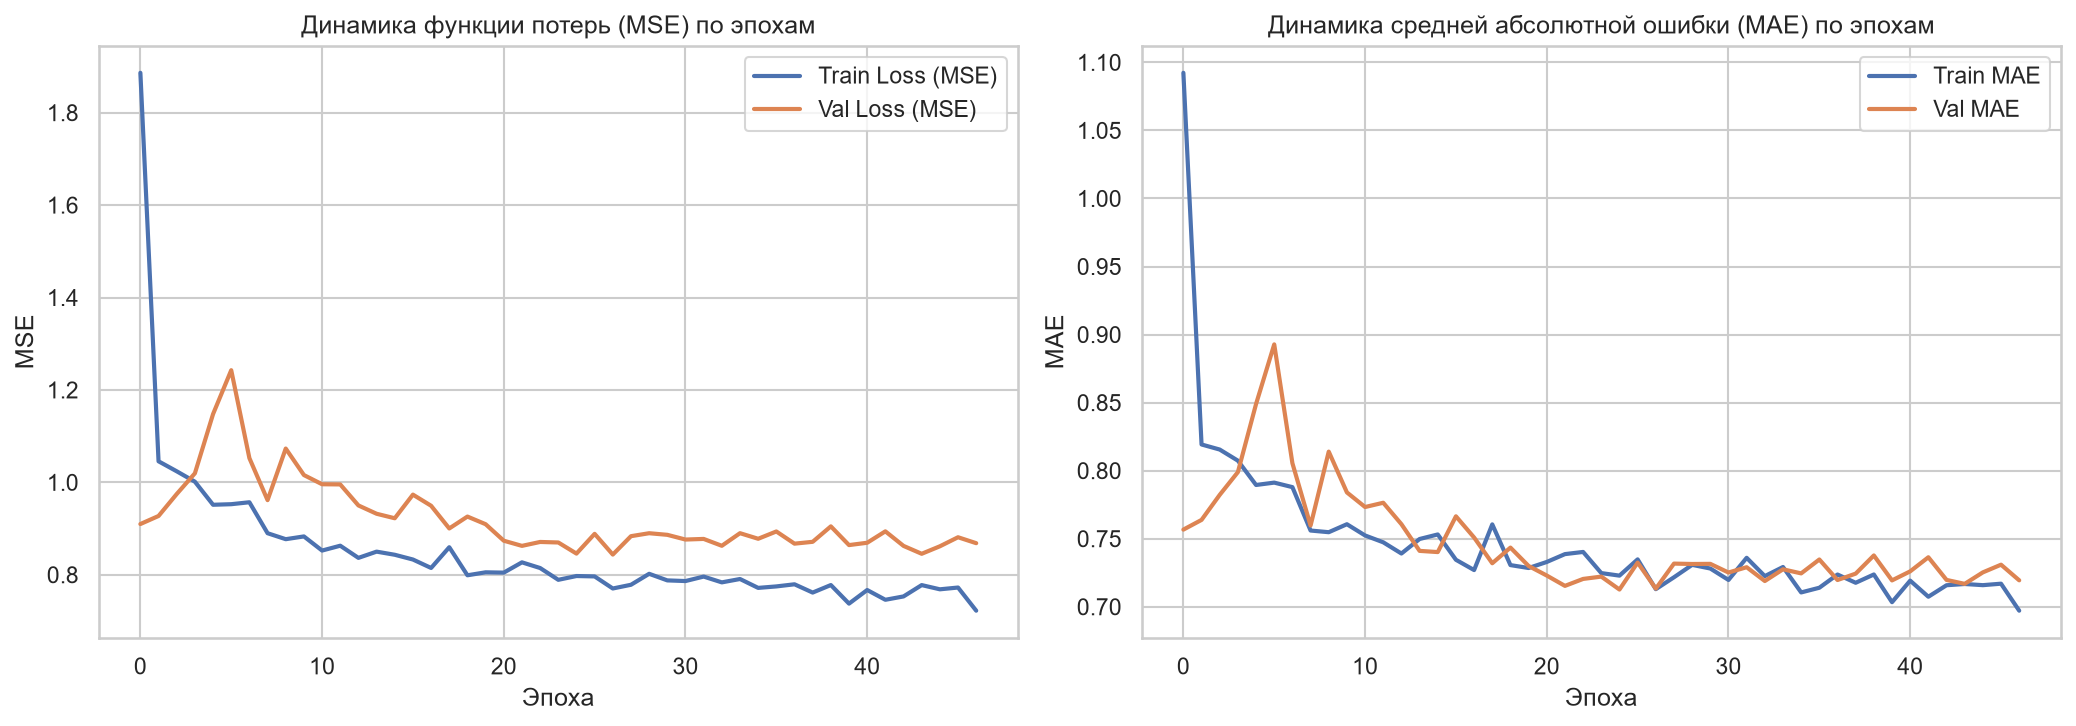 Динамика функции потерь (MSE) по эпохам
Train Loss (MSE)
Val Loss (MSE)
1.8
1.6
1.4
1.2
1.0
0.8
MSE
0 10 20 30 40
Эпоха
Динамика средней абсолютной ошибки (MAE) по эпохам
Train MAE
Val MAE
1.10
1.05
1.00
0.95
0.90
0.85
0.80
0.75
0.70
MAE
0 10 20 30 40
Эпоха